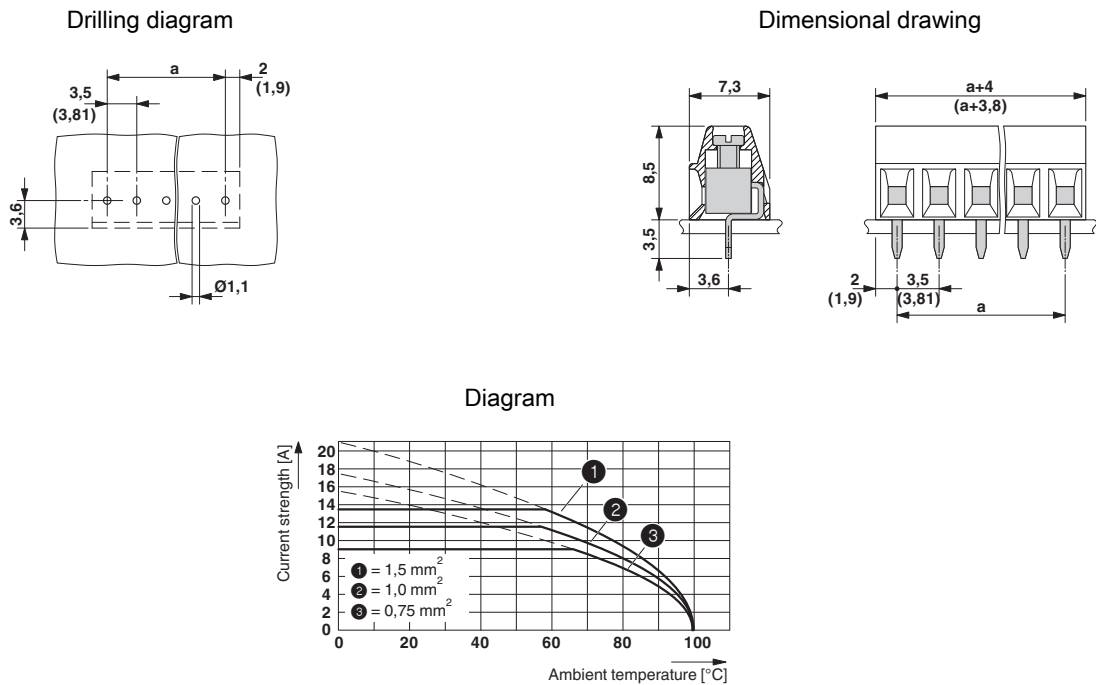 Drilling diagram
a
2
(1,9)
3,5
(3,81)
3,6
Ø1,1
Dimensional drawing
7,3
8,5
3,5
3,6
a+4
(a+3,8)
2
(1,9)
3,5
(3,81)
a
Diagram
Current strength [A]
20
18
16
14
12
10
8
6
4
2
0
1
2
3
1 = 1,5 mm²
2 = 1,0 mm²
3 = 0,75 mm²
0 20 40 60 80 100
Ambient temperature [°C]